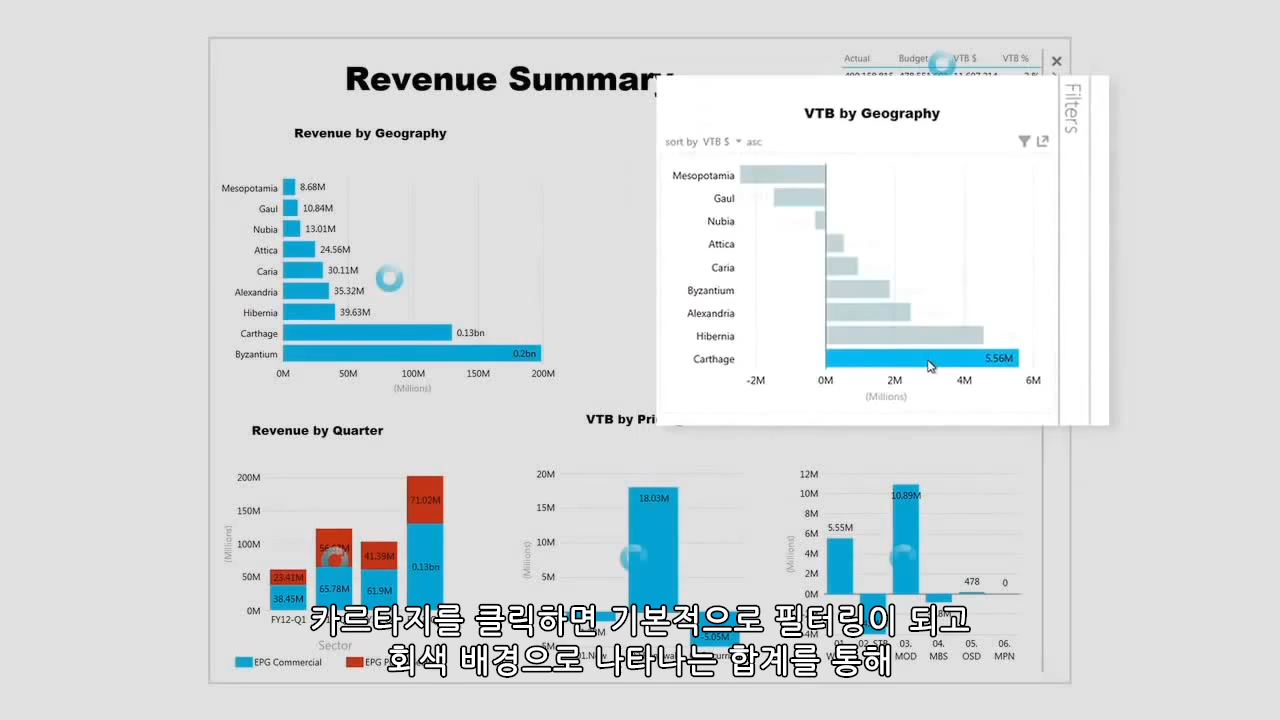 Revenue Summary
Actual Budget VTB $ VTB %
Filters
Revenue by Geography
Mesopotamia 8.68M
Gaul 10.84M
Nubia 13.01M
Attica 24.56M
Caria 30.11M
Alexandria 35.32M
Hibernia 39.63M
Carthage 0.13bn
Byzantium 0.2bn
0M 50M 100M 150M 200M
(Millions)
VTB by Geography
sort by VTB $ asc
Mesopotamia
Gaul
Nubia
Attica
Caria
Byzantium
Alexandria
Hibernia
Carthage 5.56M
-2M 0M 2M 4M 6M
(Millions)
Revenue by Quarter
200M
150M
100M
50M
0M
(Millions)
71.02M
41.39M
23.41M
0.13bn
65.78M
61.9M
38.45M
FY12-Q1
Sector
EPG Commercial
VTB by
20M
15M
10M
5M
(Millions)
18.03M
-5.05M
12M
10M
8M
6M
4M
2M
0M
(Millions)
5.55M
10.89M
478
0
03. MOD
04. MBS
05. OSD
06. MPN
카르타지를 클릭하면 기본적으로 필터링이 되고
회색 배경으로 나타나는 합계를 통해